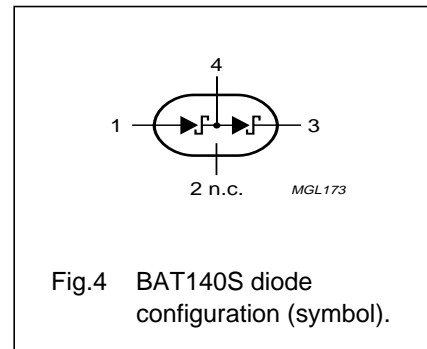 4
1
3
2 n.c.
MGL173
Fig.4 BAT140S diode
configuration (symbol).